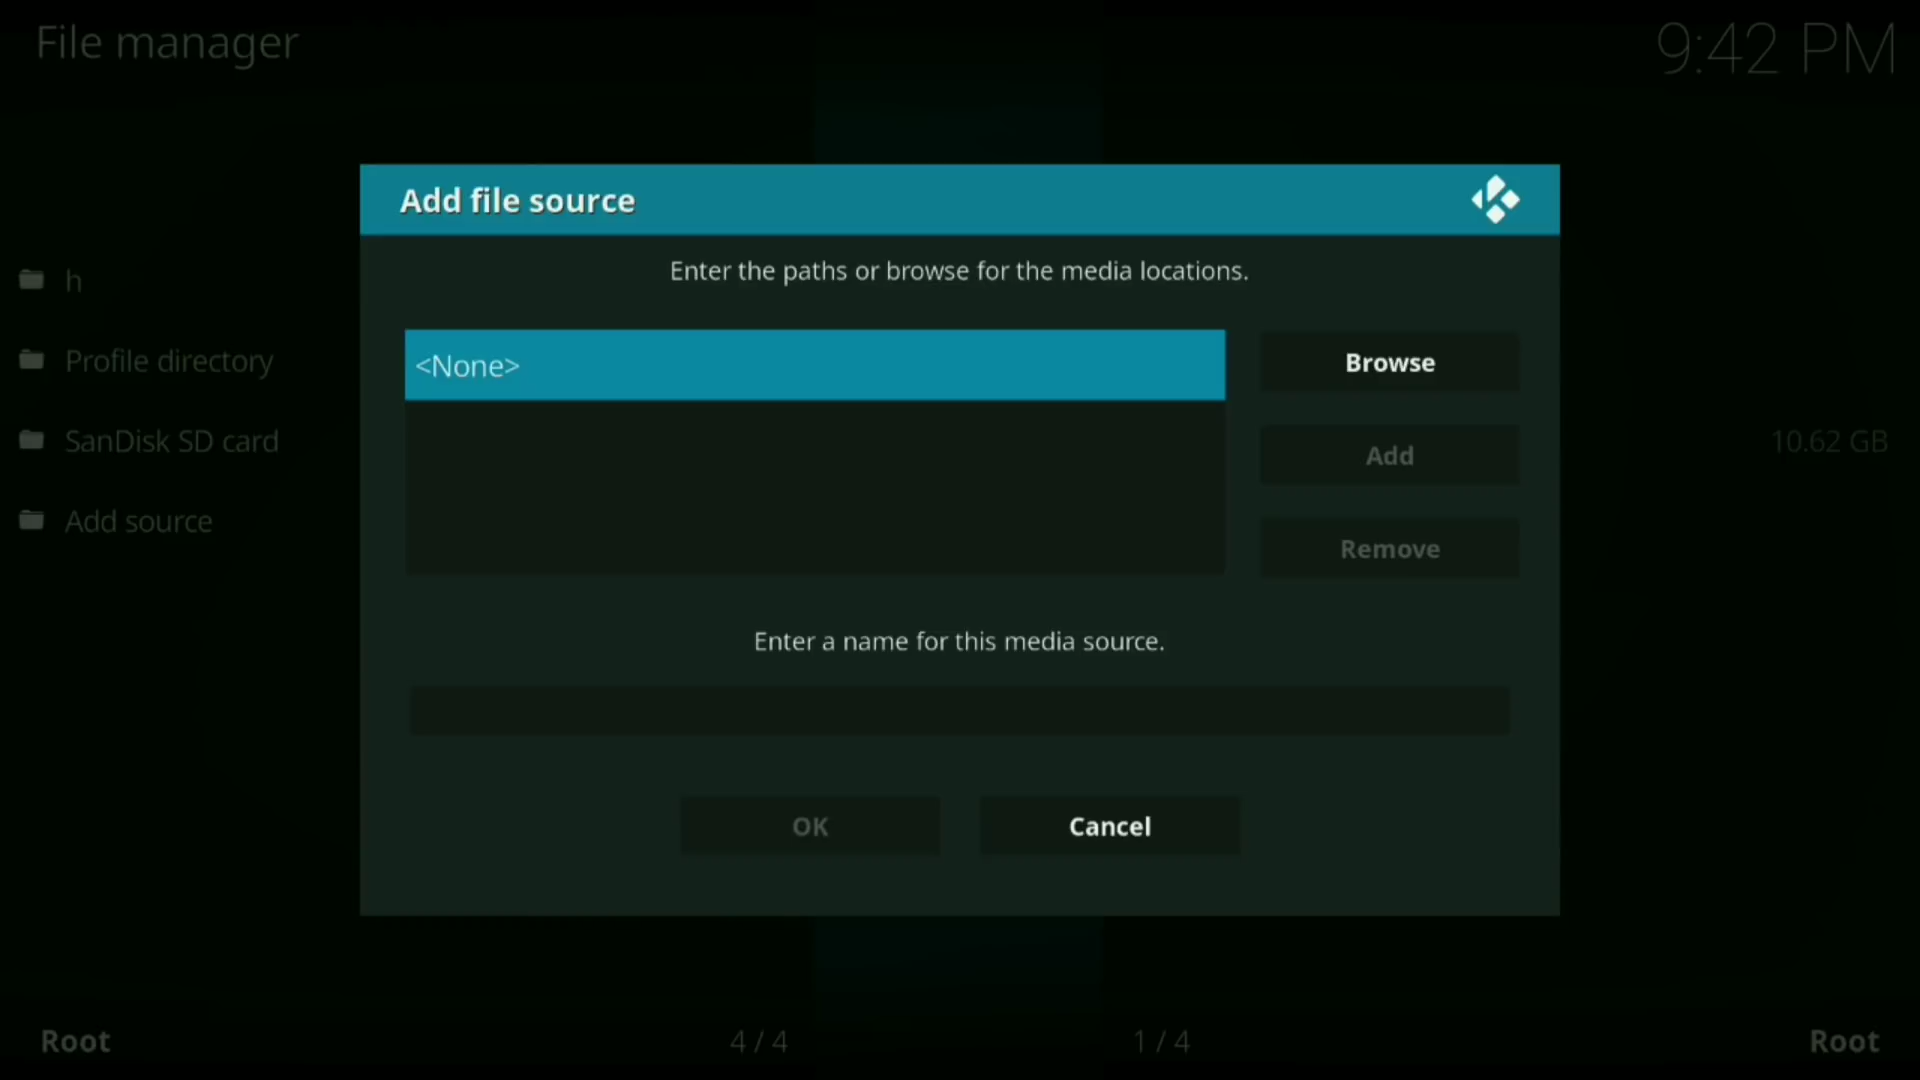 File manager
9:42 PM
Add file source
Enter the paths or browse for the media locations.
h
<None>
Browse
Profile directory
SanDisk SD card
10.62 GB
Add
Add source
Remove
Enter a name for this media source.
OK
Cancel
Root
4 / 4
1 / 4
Root